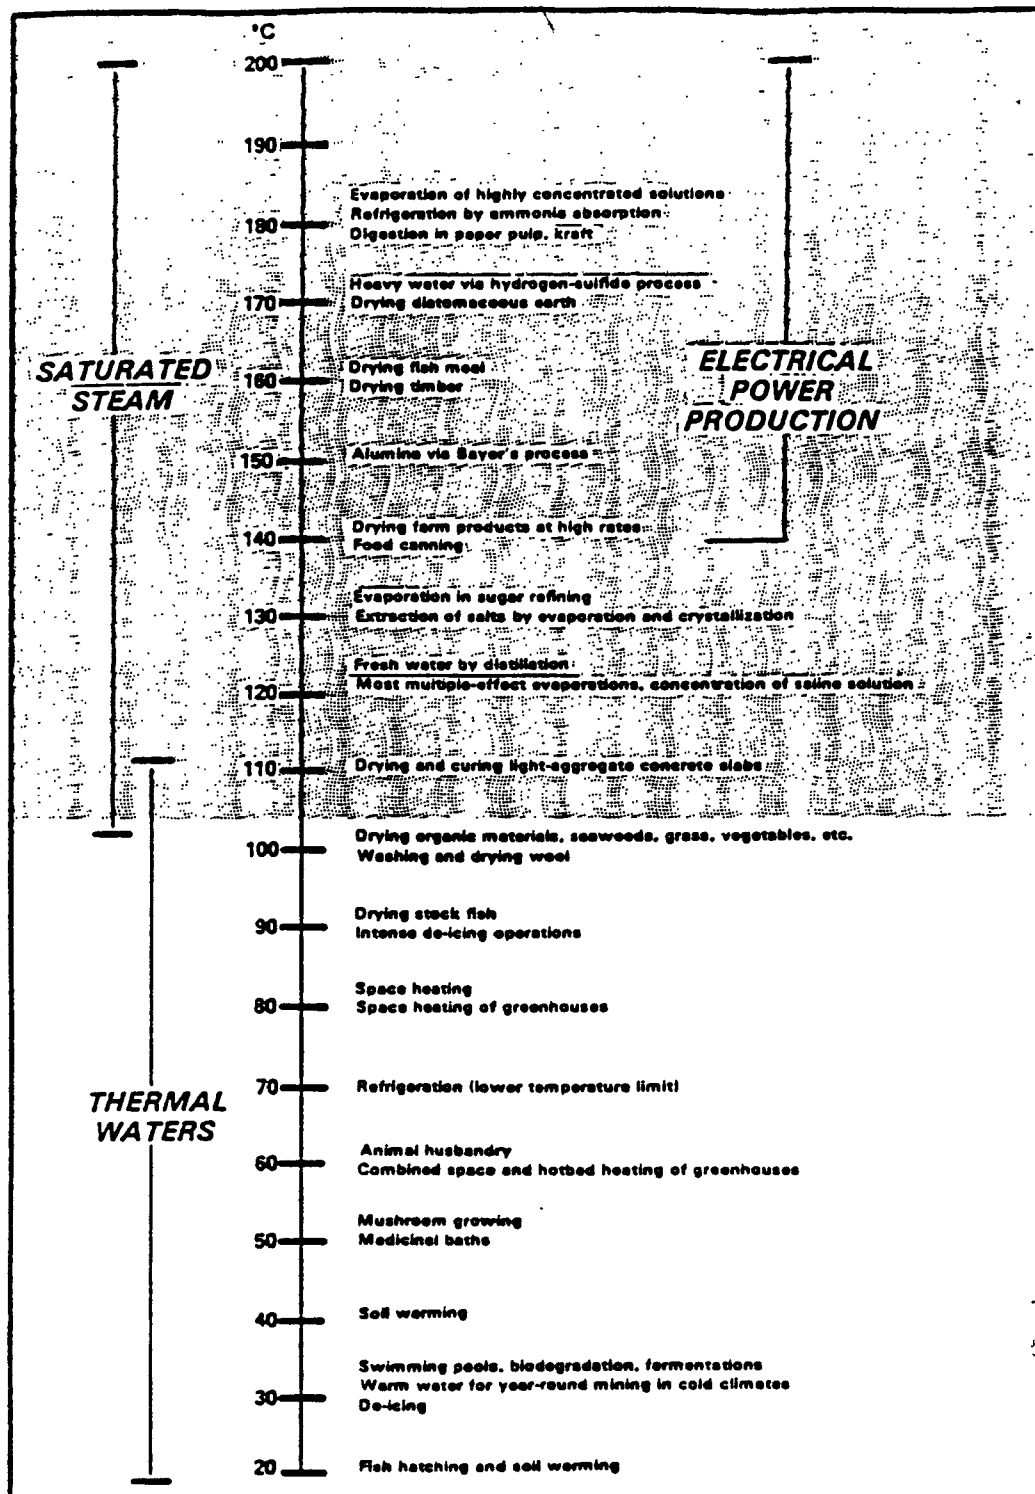 °C
200
190
Evaporation of highly concentrated solutions
Refrigeration by ammonia absorption
180
Digestion in paper pulp, kraft
Heavy water via hydrogen-sulfide process
170
Drying diatomaceous earth
SATURATED
STEAM
Drying fish meal
160
Drying timber
ELECTRICAL
POWER
PRODUCTION
150
Alumina via Bayer's process
Drying farm products at high rates
140
Food canning
Evaporation in sugar refining
130
Extraction of salts by evaporation and crystallization
Fresh water by distillation
120
Most multiple-effect evaporations, concentration of saline solution
110
Drying and curing light-aggregate concrete slabs
Drying organic materials, seaweeds, grass, vegetables, etc.
100
Washing and drying wool
Drying stock fish
90
Intense de-icing operations
Space heating
80
Space heating of greenhouses
70
Refrigeration (lower temperature limit)
THERMAL
WATERS
Animal husbandry
60
Combined space and hotbed heating of greenhouses
Mushroom growing
50
Medicinal baths
40
Soil warming
Swimming pools, biodegradation, fermentations
Warm water for year-round mining in cold climates
30
De-icing
20
Fish hatching and soil warming